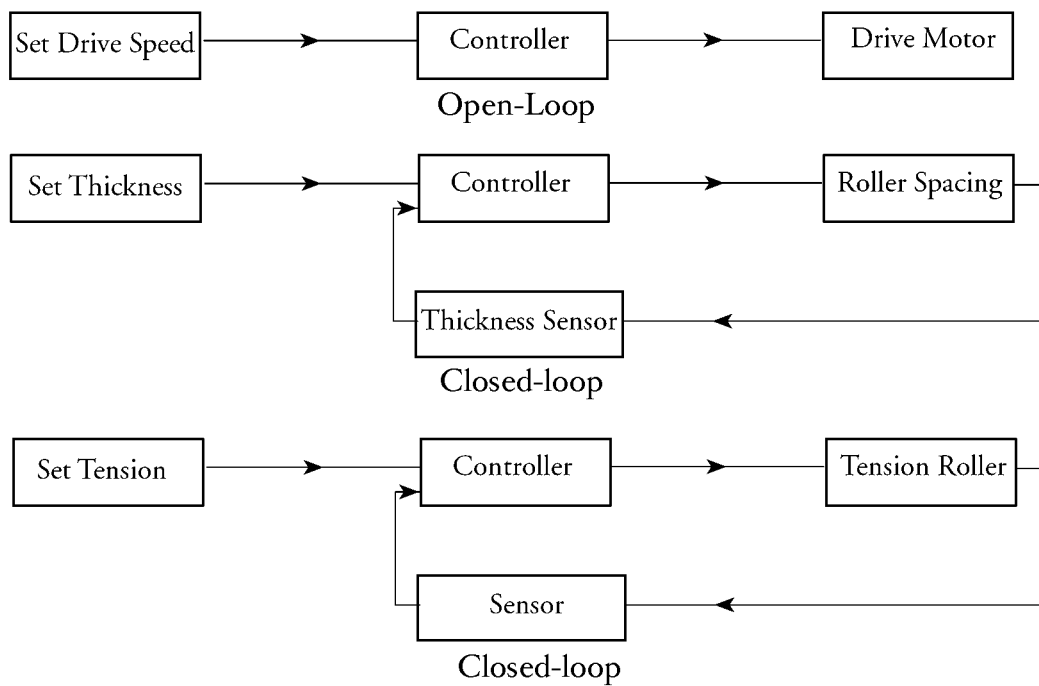 Set Drive Speed
Controller
Drive Motor
Open-Loop
Set Thickness
Controller
Roller Spacing
Thickness Sensor
Closed-loop
Set Tension
Controller
Tension Roller
Sensor
Closed-loop